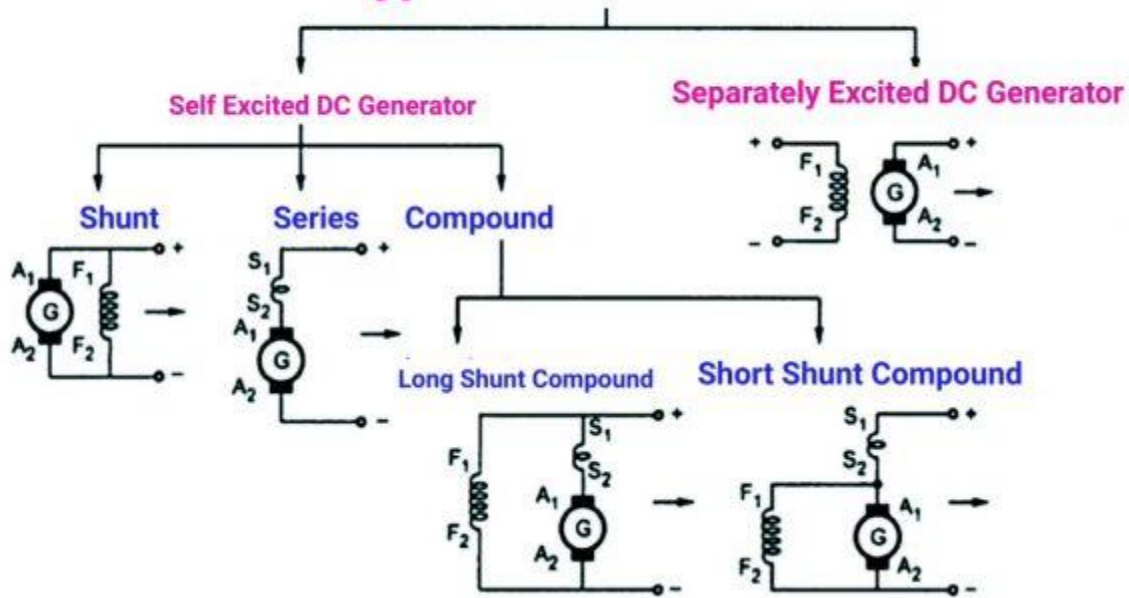 Self Excited DC Generator
Separately Excited DC Generator
+ +
F₁ A₁
G
F₂ A₂
– –
Shunt Series Compound
+
A₁ F₁
G
A₂ F₂
–
+
S₁
S₂
A₁
G
A₂
–
Long Shunt Compound
Short Shunt Compound
+
S₁
F₁ S₂
A₁
G
F₂ A₂
–
+
S₁
S₂
F₁ A₁
G
F₂ A₂
–